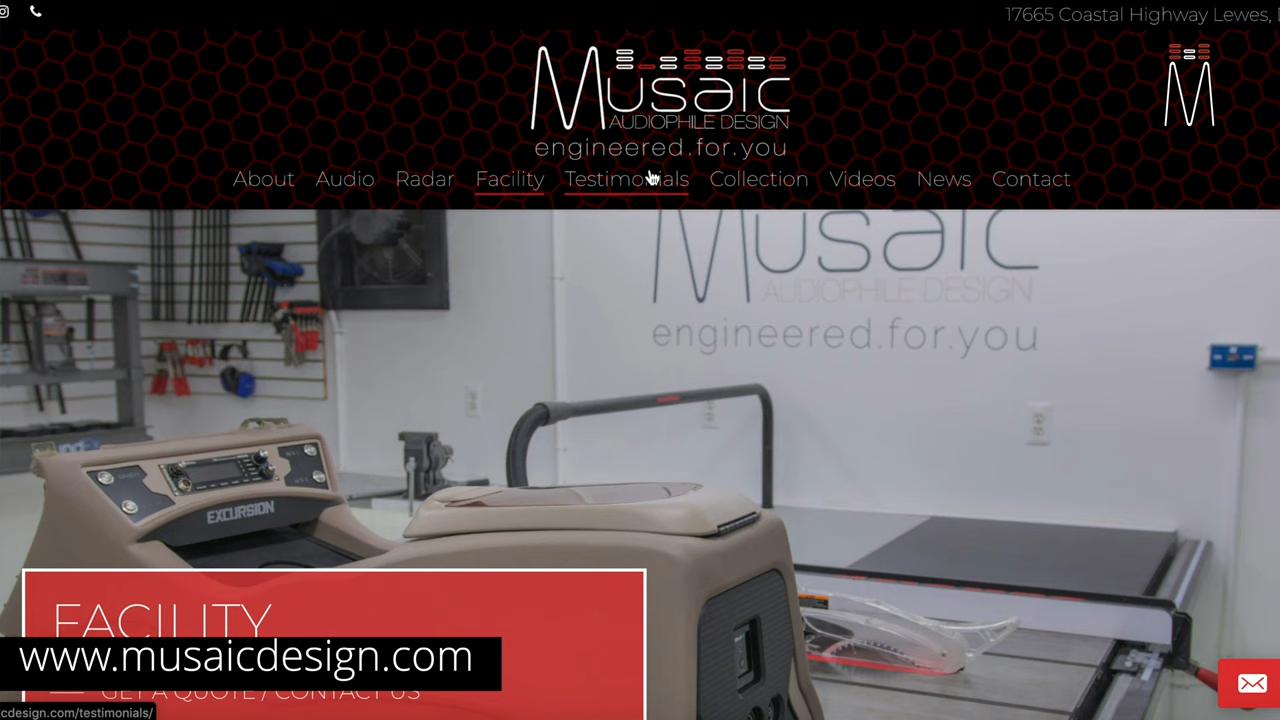 17665 Coastal Highway Lewes,
Musaic
AUDIOPHILE DESIGN
engineered.for.you
M
About Audio Radar Facility Testimonials Collection Videos News Contact
Musaic
AUDIOPHILE DESIGN
engineered.for.you
EXCURSION
FACILITY
www.musaicdesign.com
GET A QUOTE / CONTACT US
cdesign.com/testimonials/